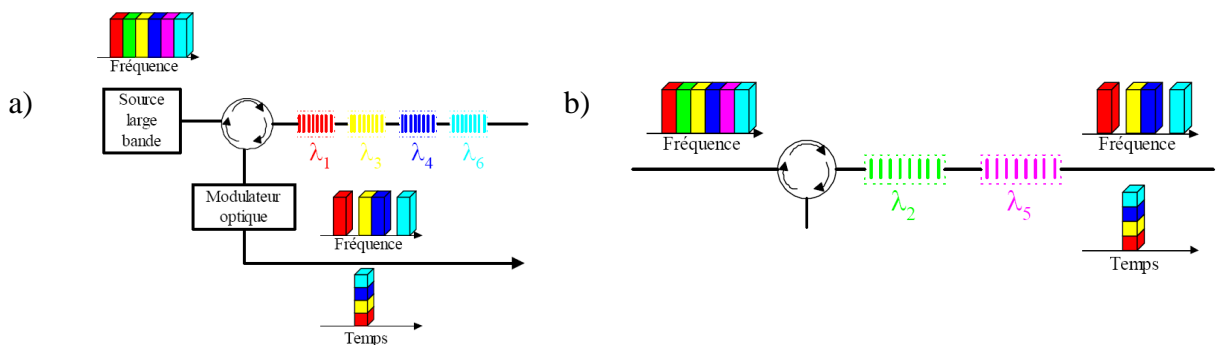 a)
Fréquence
Source
large
bande
λ1 λ3 λ4 λ6
Modulateur
optique
Fréquence
Temps
b)
Fréquence
Fréquence
λ2 λ5
Temps